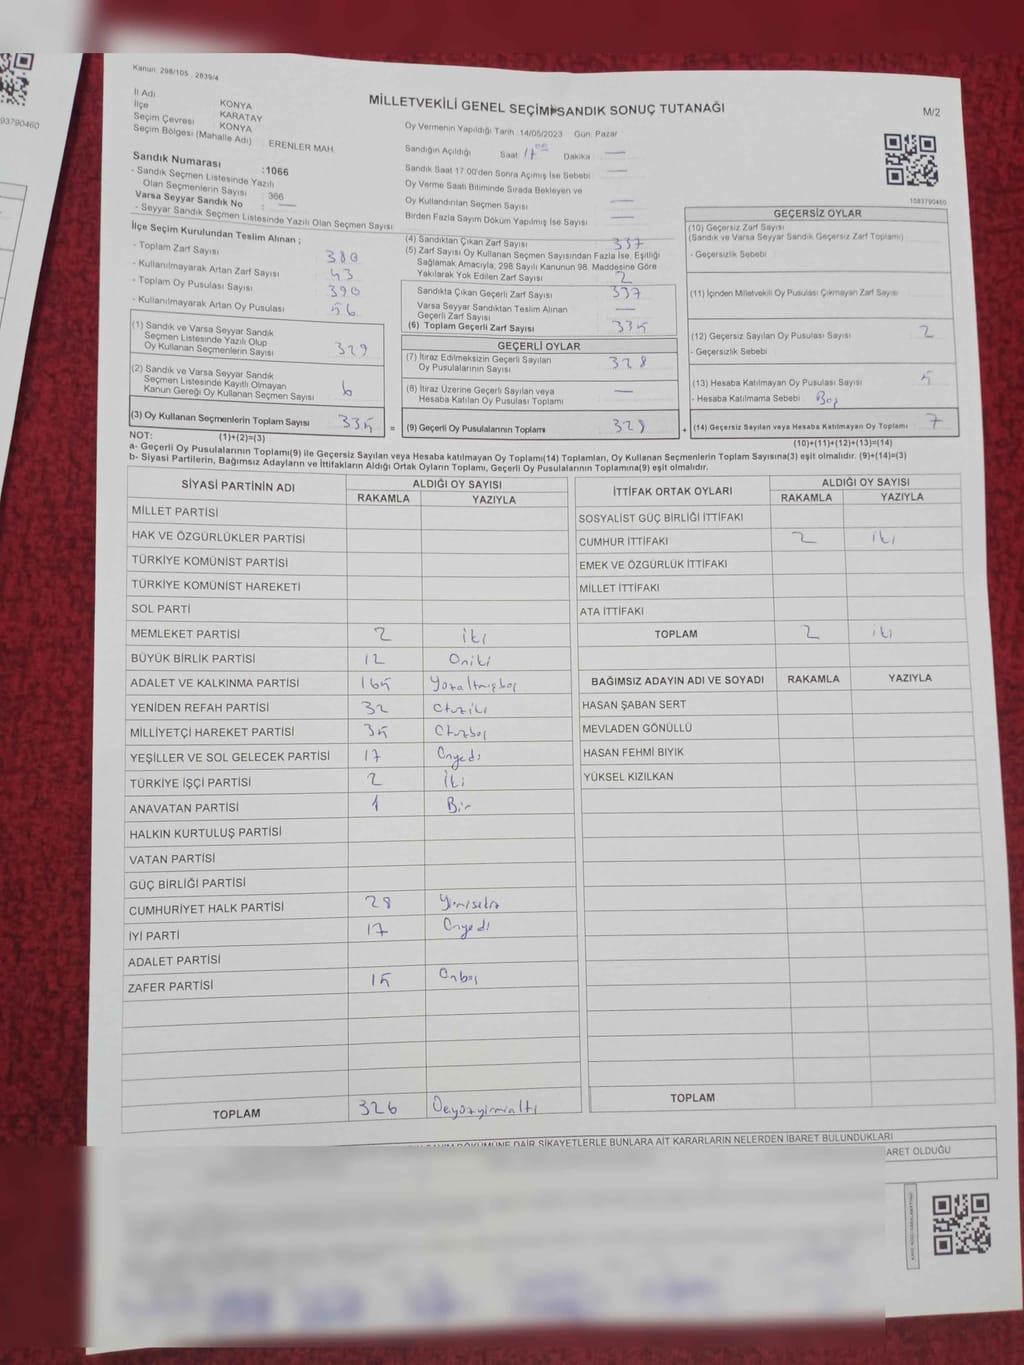 93790460
Kanun: 298/105 , 2839/4
MİLLETVEKİLİ GENEL SEÇİMİ SANDIK SONUÇ TUTANAĞI
M/2
İl Adı KONYA
İlçe KARATAY
Seçim Çevresi KONYA
Seçim Bölgesi (Mahalle Adı) ERENLER MAH
Sandık Numarası :1066
- Sandık Seçmen Listesinde Yazılı
Olan Seçmenlerin Sayısı : 366
Varsa Seyyar Sandık No : —
- Seyyar Sandık Seçmen Listesinde Yazılı Olan Seçmen Sayısı
İlçe Seçim Kurulundan Teslim Alınan ;
- Toplam Zarf Sayısı 380
- Kullanılmayarak Artan Zarf Sayısı 43
- Toplam Oy Pusulası Sayısı 390
- Kullanılmayarak Artan Oy Pusulası 56
(1) Sandık ve Varsa Seyyar Sandık
Seçmen Listesinde Yazılı Olup
Oy Kullanan Seçmenlerin Sayısı 329
(2) Sandık ve Varsa Seyyar Sandık
Seçmen Listesinde Kayıtlı Olmayan
Kanun Gereği Oy Kullanan Seçmen Sayısı 6
(3) Oy Kullanan Seçmenlerin Toplam Sayısı 335 =
(1)+(2)=(3)
Oy Vermenin Yapıldığı Tarih : 14/05/2023 Gün: Pazar
Sandığın Açıldığı Saat : 17 00 Dakika : —
Sandık Saat 17:00'den Sonra Açımış İse Sebebi : —
Oy Verme Saati Bitiminde Sırada Bekleyen ve
Oy Kullandırılan Seçmen Sayısı : —
Birden Fazla Sayım Döküm Yapılmış İse Sayısı : —
(4) Sandıktan Çıkan Zarf Sayısı 337
(5) Zarf Sayısı Oy Kullanan Seçmen Sayısından Fazla İse, Eşitliği
Sağlamak Amacıyla, 298 Sayılı Kanunun 98. Maddesine Göre
Yakılarak Yok Edilen Zarf Sayısı 2
Sandıkta Çıkan Geçerli Zarf Sayısı 337
Varsa Seyyar Sandıktan Teslim Alınan
Geçerli Zarf Sayısı —
(6) Toplam Geçerli Zarf Sayısı 335
GEÇERLİ OYLAR
(7) İtiraz Edilmeksizin Geçerli Sayılan
Oy Pusulalarının Sayısı 328
(8) İtiraz Üzerine Geçerli Sayılan veya
Hesaba Katılan Oy Pusulası Toplamı —
(9) Geçerli Oy Pusulalarının Toplamı 328 +
1093790460
GEÇERSİZ OYLAR
(10) Geçersiz Zarf Sayısı
(Sandık ve Varsa Seyyar Sandık Geçersiz Zarf Toplamı)
- Geçersizlik Sebebi
(11) İçinden Milletvekili Oy Pusulası Çıkmayan Zarf Sayısı
(12) Geçersiz Sayılan Oy Pusulası Sayısı 2
- Geçersizlik Sebebi
(13) Hesaba Katılmayan Oy Pusulası Sayısı 5
- Hesaba Katılmama Sebebi Boş
(14) Geçersiz Sayılan veya Hesaba Katılmayan Oy Toplamı 7
(10)+(11)+(12)+(13)=(14)
NOT:
a- Geçerli Oy Pusulalarının Toplamı(9) ile Geçersiz Sayılan veya Hesaba katılmayan Oy Toplamı(14) Toplamları, Oy Kullanan Seçmenlerin Toplam Sayısına(3) eşit olmalıdır. (9)+(14)=(3)
b- Siyasi Partilerin, Bağımsız Adayların ve İttifakların Aldığı Ortak Oyların Toplamı, Geçerli Oy Pusulalarının Toplamına(9) eşit olmalıdır.
SİYASİ PARTİNİN ADI ALDIĞI OY SAYISI
RAKAMLA YAZIYLA
MİLLET PARTİSİ
HAK VE ÖZGÜRLÜKLER PARTİSİ
TÜRKİYE KOMÜNİST PARTİSİ
TÜRKİYE KOMÜNİST HAREKETİ
SOL PARTİ
MEMLEKET PARTİSİ 2 iki
BÜYÜK BİRLİK PARTİSİ 12 Oniki
ADALET VE KALKINMA PARTİSİ 165 Yüzaltmışbeş
YENİDEN REFAH PARTİSİ 32 Otuziki
MİLLİYETÇİ HAREKET PARTİSİ 35 Otuzbeş
YEŞİLLER VE SOL GELECEK PARTİSİ 17 Onyedi
TÜRKİYE İŞÇİ PARTİSİ 2 İki
ANAVATAN PARTİSİ 1 Bir
HALKIN KURTULUŞ PARTİSİ
VATAN PARTİSİ
GÜÇ BİRLİĞİ PARTİSİ
CUMHURİYET HALK PARTİSİ 28 Yirmisekiz
İYİ PARTİ 17 Onyedi
ADALET PARTİSİ
ZAFER PARTİSİ 15 Onbeş
TOPLAM 326 Üçyüzyirmialtı
İTTİFAK ORTAK OYLARI ALDIĞI OY SAYISI
RAKAMLA YAZIYLA
SOSYALİST GÜÇ BİRLİĞİ İTTİFAKI
CUMHUR İTTİFAKI 2 iki
EMEK VE ÖZGÜRLÜK İTTİFAKI
MİLLET İTTİFAKI
ATA İTTİFAKI
TOPLAM 2 iki
BAĞIMSIZ ADAYIN ADI VE SOYADI RAKAMLA YAZIYLA
HASAN ŞABAN SERT
MEVLADEN GÖNÜLLÜ
HASAN FEHMİ BIYIK
YÜKSEL KIZILKAN
TOPLAM
DÖKÜMÜNE DAİR ŞİKAYETLERLE BUNLARA AİT KARARLARIN NELERDEN İBARET BULUNDUKLARI
ARET OLDUĞU